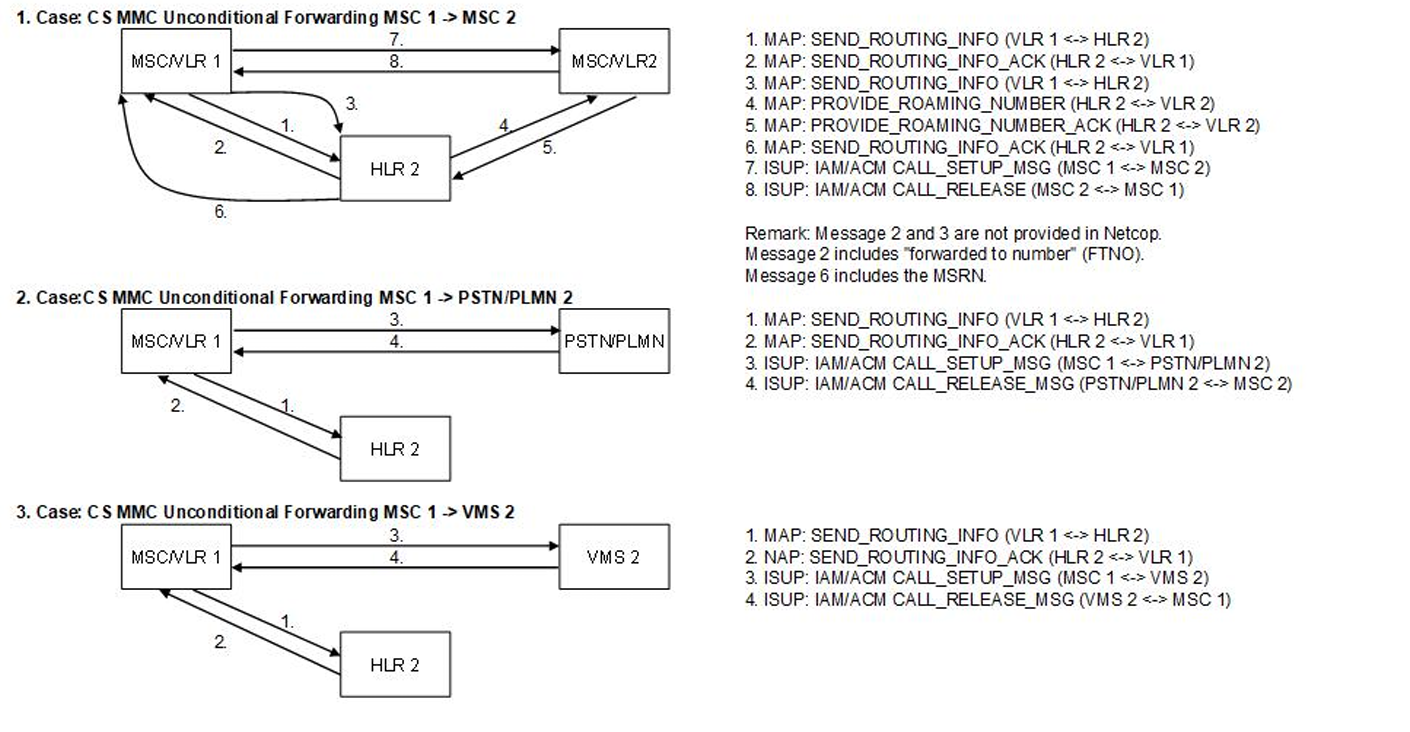 1. Case: CS MMC Unconditional Forwarding MSC 1 -> MSC 2
MSC/VLR 1
7.
8.
MSC/VLR2
3.
1.
2.
4.
5.
HLR 2
6.
1. MAP: SEND_ROUTING_INFO (VLR 1 <-> HLR 2)
2. MAP: SEND_ROUTING_INFO_ACK (HLR 2 <-> VLR 1)
3. MAP: SEND_ROUTING_INFO (VLR 1 <-> HLR 2)
4. MAP: PROVIDE_ROAMING_NUMBER (HLR 2 <-> VLR 2)
5. MAP: PROVIDE_ROAMING_NUMBER_ACK (HLR 2 <-> VLR 2)
6. MAP: SEND_ROUTING_INFO_ACK (HLR 2 <-> VLR 1)
7. ISUP: IAM/ACM CALL_SETUP_MSG (MSC 1 <-> MSC 2)
8. ISUP: IAM/ACM CALL_RELEASE (MSC 2 <-> MSC 1)
Remark: Message 2 and 3 are not provided in Netcop.
Message 2 includes "forwarded to number" (FTNO).
Message 6 includes the MSRN.
2. Case:CS MMC Unconditional Forwarding MSC 1 -> PSTN/PLMN 2
MSC/VLR 1
3.
4.
PSTN/PLMN
2.
1.
HLR 2
1. MAP: SEND_ROUTING_INFO (VLR 1 <-> HLR 2)
2. MAP: SEND_ROUTING_INFO_ACK (HLR 2 <-> VLR 1)
3. ISUP: IAM/ACM CALL_SETUP_MSG (MSC 1 <-> PSTN/PLMN 2)
4. ISUP: IAM/ACM CALL_RELEASE_MSG (PSTN/PLMN 2 <-> MSC 2)
3. Case: CS MMC Unconditional Forwarding MSC 1 -> VMS 2
MSC/VLR 1
3.
4.
VMS 2
1.
2.
HLR 2
1. MAP: SEND_ROUTING_INFO (VLR 1 <-> HLR 2)
2. NAP: SEND_ROUTING_INFO_ACK (HLR 2 <-> VLR 1)
3. ISUP: IAM/ACM CALL_SETUP_MSG (MSC 1 <-> VMS 2)
4. ISUP: IAM/ACM CALL_RELEASE_MSG (VMS 2 <-> MSC 1)